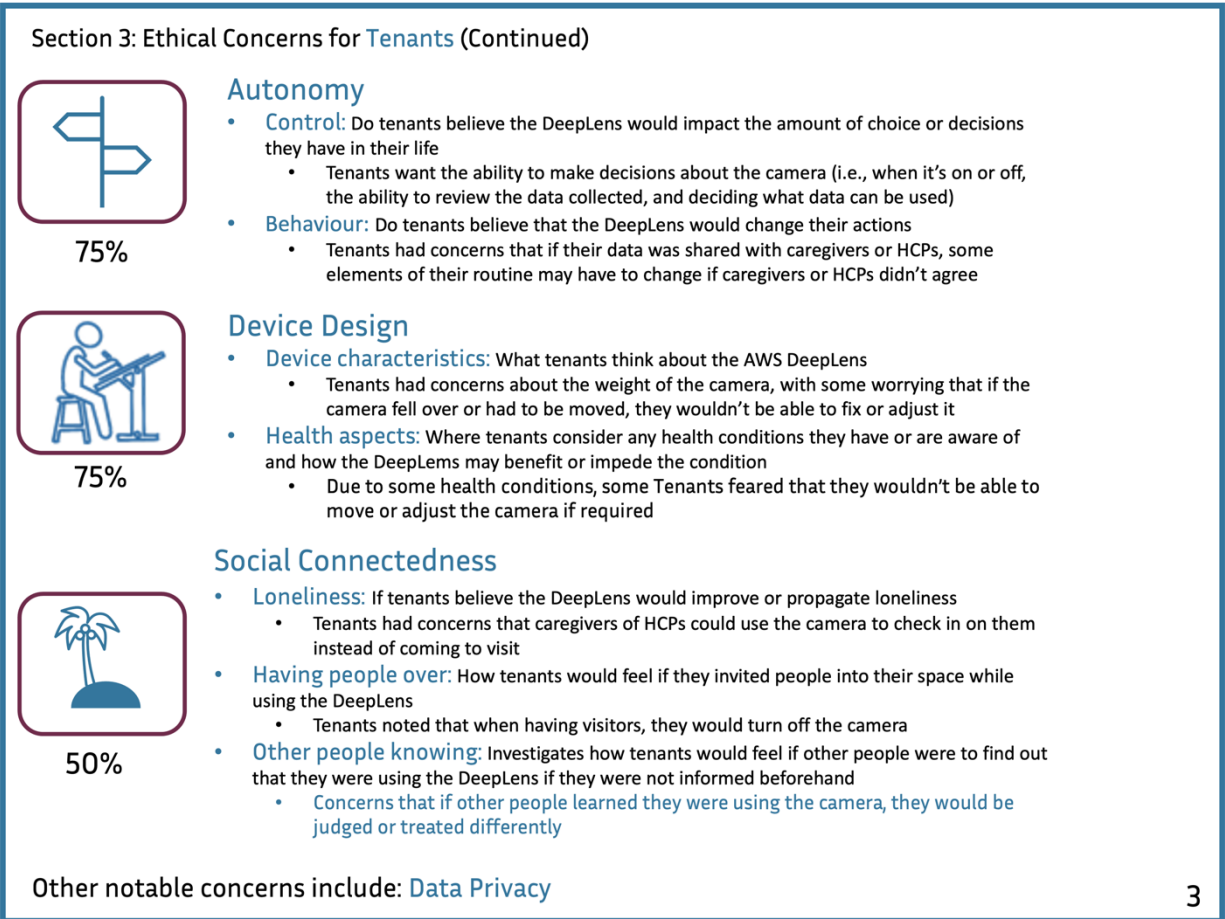 Section 3: Ethical Concerns for Tenants (Continued)
Autonomy
• Control: Do tenants believe the DeepLens would impact the amount of choice or decisions
they have in their life
• Tenants want the ability to make decisions about the camera (i.e., when it's on or off,
the ability to review the data collected, and deciding what data can be used)
• Behaviour: Do tenants believe that the DeepLens would change their actions
• Tenants had concerns that if their data was shared with caregivers or HCPs, some
elements of their routine may have to change if caregivers or HCPs didn't agree
75%
Device Design
• Device characteristics: What tenants think about the AWS DeepLens
• Tenants had concerns about the weight of the camera, with some worrying that if the
camera fell over or had to be moved, they wouldn't be able to fix or adjust it
• Health aspects: Where tenants consider any health conditions they have or are aware of
and how the DeepLems may benefit or impede the condition
• Due to some health conditions, some Tenants feared that they wouldn't be able to
move or adjust the camera if required
75%
Social Connectedness
• Loneliness: If tenants believe the DeepLens would improve or propagate loneliness
• Tenants had concerns that caregivers of HCPs could use the camera to check in on them
instead of coming to visit
• Having people over: How tenants would feel if they invited people into their space while
using the DeepLens
• Tenants noted that when having visitors, they would turn off the camera
• Other people knowing: Investigates how tenants would feel if other people were to find out
that they were using the DeepLens if they were not informed beforehand
• Concerns that if other people learned they were using the camera, they would be
judged or treated differently
50%
Other notable concerns include: Data Privacy
3